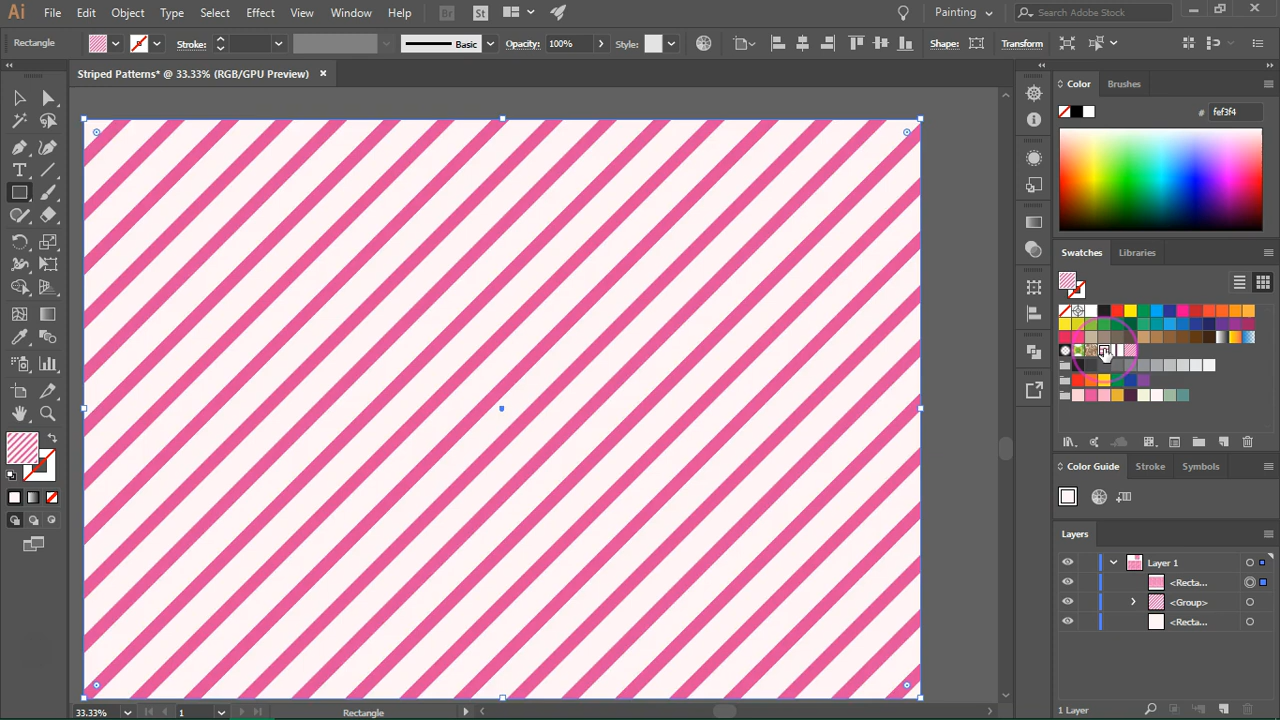 Ai File Edit Object Type Select Effect View Window Help Br St Painting Search Adobe Stock
Rectangle Stroke: Basic Opacity: 100% Style: Shape: Transform
Striped Patterns* @ 33.33% (RGB/GPU Preview) ×
Color Brushes
# fef3f4
Swatches Libraries
Color Guide Stroke Symbols
Layers
Layer 1
<Recta...
<Group>
<Recta...
1 Layer
33.33% 1 Rectangle